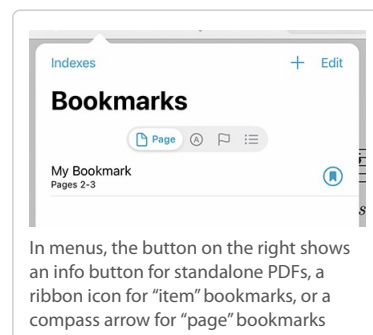 Indexes + Edit
Bookmarks
Page A
My Bookmark
Pages 2-3
s
In menus, the button on the right shows
an info button for standalone PDFs, a
ribbon icon for “item” bookmarks, or a
compass arrow for “page” bookmarks